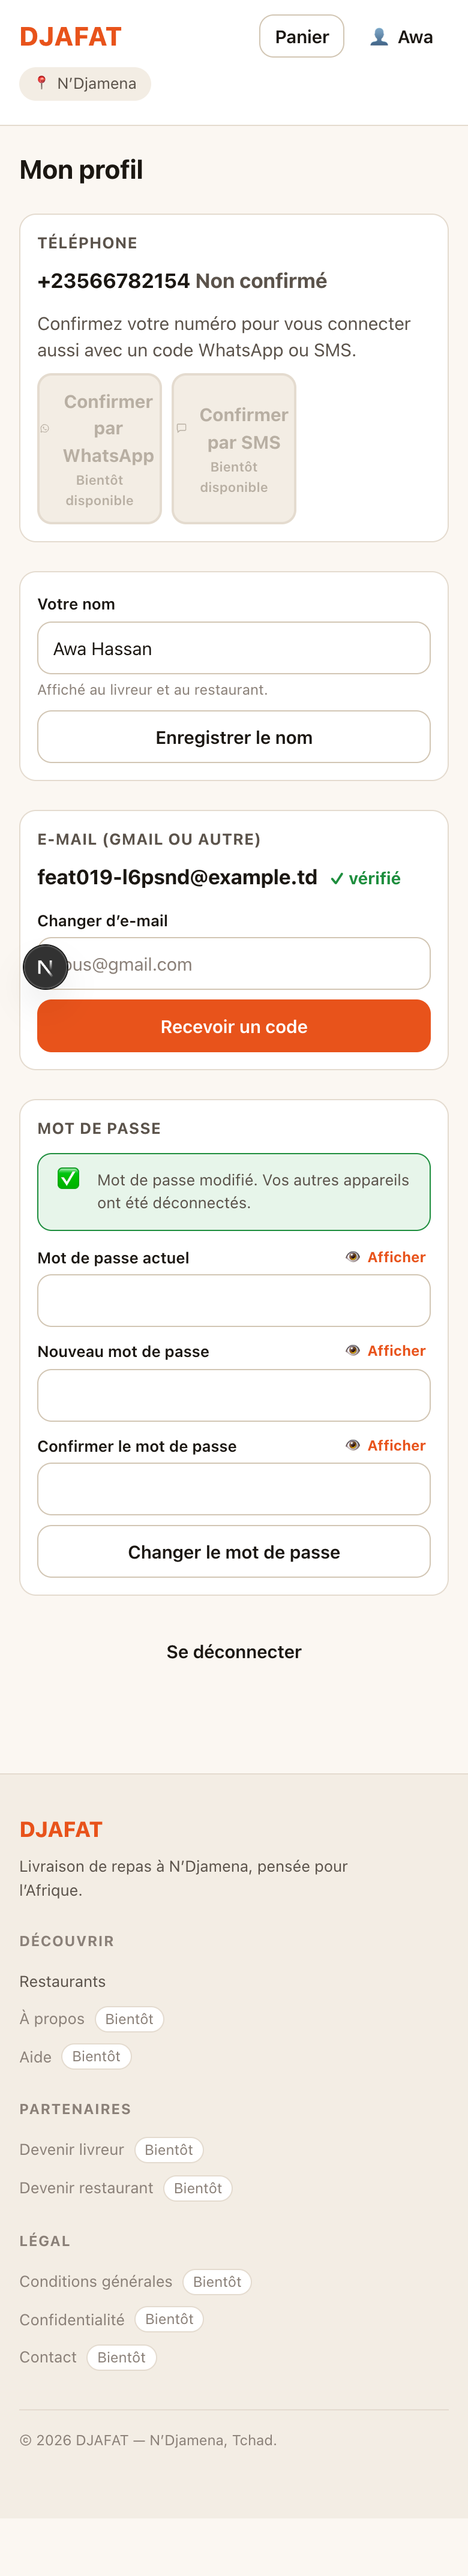 DJAFAT
Panier
Awa
N’Djamena
Mon profil
TÉLÉPHONE
+23566782154 Non confirmé
Confirmez votre numéro pour vous connecter
aussi avec un code WhatsApp ou SMS.
Confirmer
par
WhatsApp
Bientôt
disponible
Confirmer
par SMS
Bientôt
disponible
Votre nom
Awa Hassan
Affiché au livreur et au restaurant.
Enregistrer le nom
E-MAIL (GMAIL OU AUTRE)
feat019-l6psnd@example.td ✓ vérifié
Changer d’e-mail
N
ous@gmail.com
Recevoir un code
MOT DE PASSE
Mot de passe modifié. Vos autres appareils
ont été déconnectés.
Mot de passe actuel
Afficher
Nouveau mot de passe
Afficher
Confirmer le mot de passe
Afficher
Changer le mot de passe
Se déconnecter
DJAFAT
Livraison de repas à N’Djamena, pensée pour
l’Afrique.
DÉCOUVRIR
Restaurants
À propos Bientôt
Aide Bientôt
PARTENAIRES
Devenir livreur Bientôt
Devenir restaurant Bientôt
LÉGAL
Conditions générales Bientôt
Confidentialité Bientôt
Contact Bientôt
© 2026 DJAFAT — N’Djamena, Tchad.